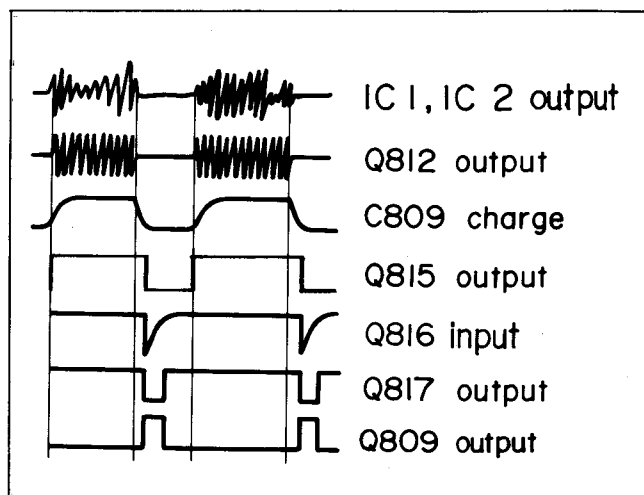 IC 1, IC 2 output
Q812 output
C809 charge
Q815 output
Q816 input
Q817 output
Q809 output